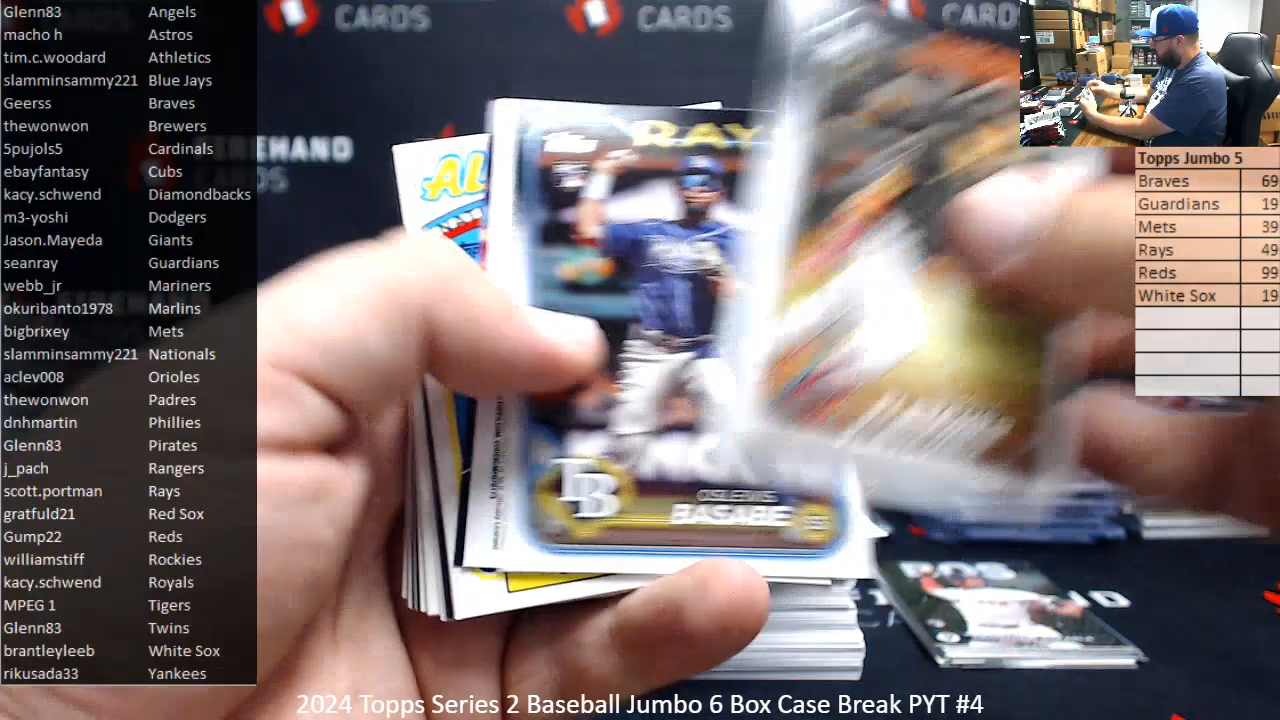 Glenn83 Angels
macho h Astros
tim.c.woodard Athletics
slamminsammy221 Blue Jays
Geerss Braves
thewonwon Brewers
5pujols5 Cardinals
ebayfantasy Cubs
kacy.schwend Diamondbacks
m3-yoshi Dodgers
Jason.Mayeda Giants
seanray Guardians
webb_jr Mariners
okuribanto1978 Marlins
bigbrixey Mets
slamminsammy221 Nationals
aclev008 Orioles
thewonwon Padres
dnhmartin Phillies
Glenn83 Pirates
j_pach Rangers
scott.portman Rays
gratfuld21 Red Sox
Gump22 Reds
williamstiff Rockies
kacy.schwend Royals
MPEG 1 Tigers
Glenn83 Twins
brantleyleeb White Sox
rikusada33 Yankees
CARDS
CARDS
CARDS
Topps Jumbo 5
Braves 69
Guardians 19
Mets 39
Rays 49
Reds 99
White Sox 19
RAY
TB
BASABE
2024 Topps Series 2 Baseball Jumbo 6 Box Case Break PYT #4